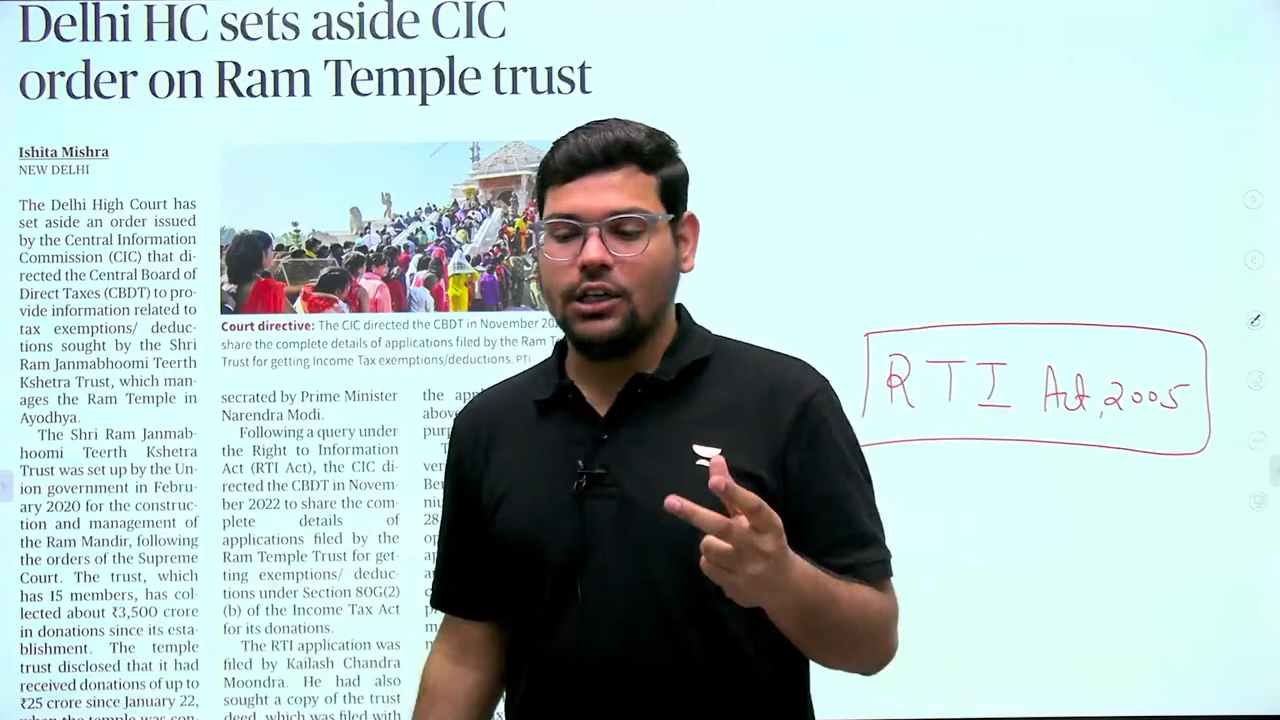 Delhi HC sets aside CIC
order on Ram Temple trust
Ishita Mishra
NEW DELHI
The Delhi High Court has
set aside an order issued
by the Central Information
Commission (CIC) that di-
rected the Central Board of
Direct Taxes (CBDT) to pro-
vide information related to
tax exemptions/ deduc-
tions sought by the Shri
Ram Janmabhoomi Teerth
Kshetra Trust, which man-
ages the Ram Temple in
Ayodhya.
The Shri Ram Janmab-
hoomi Teerth Kshetra
Trust was set up by the Un-
ion government in Febru-
ary 2020 for the construc-
tion and management of
the Ram Mandir, following
the orders of the Supreme
Court. The trust, which
has 15 members, has col-
lected about ₹3,500 crore
in donations since its esta-
blishment. The temple
trust disclosed that it had
received donations of up to
₹25 crore since January 22,
when the temple was con-
Court directive: The CIC directed the CBDT in November
share the complete details of applications filed by the Ram
Trust for getting Income Tax exemptions/deductions. PTI
secrated by Prime Minister
Narendra Modi.
Following a query under
the Right to Information
Act (RTI Act), the CIC di-
rected the CBDT in Novem-
ber 2022 to share the com-
plete details of
applications filed by the
Ram Temple Trust for get-
ting exemptions/ deduc-
tions under Section 80G(2)
(b) of the Income Tax Act
for its donations.
The RTI application was
filed by Kailash Chandra
Moondra. He had also
sought a copy of the trust
deed, which was filed with
the
28
RTI Act, 2005